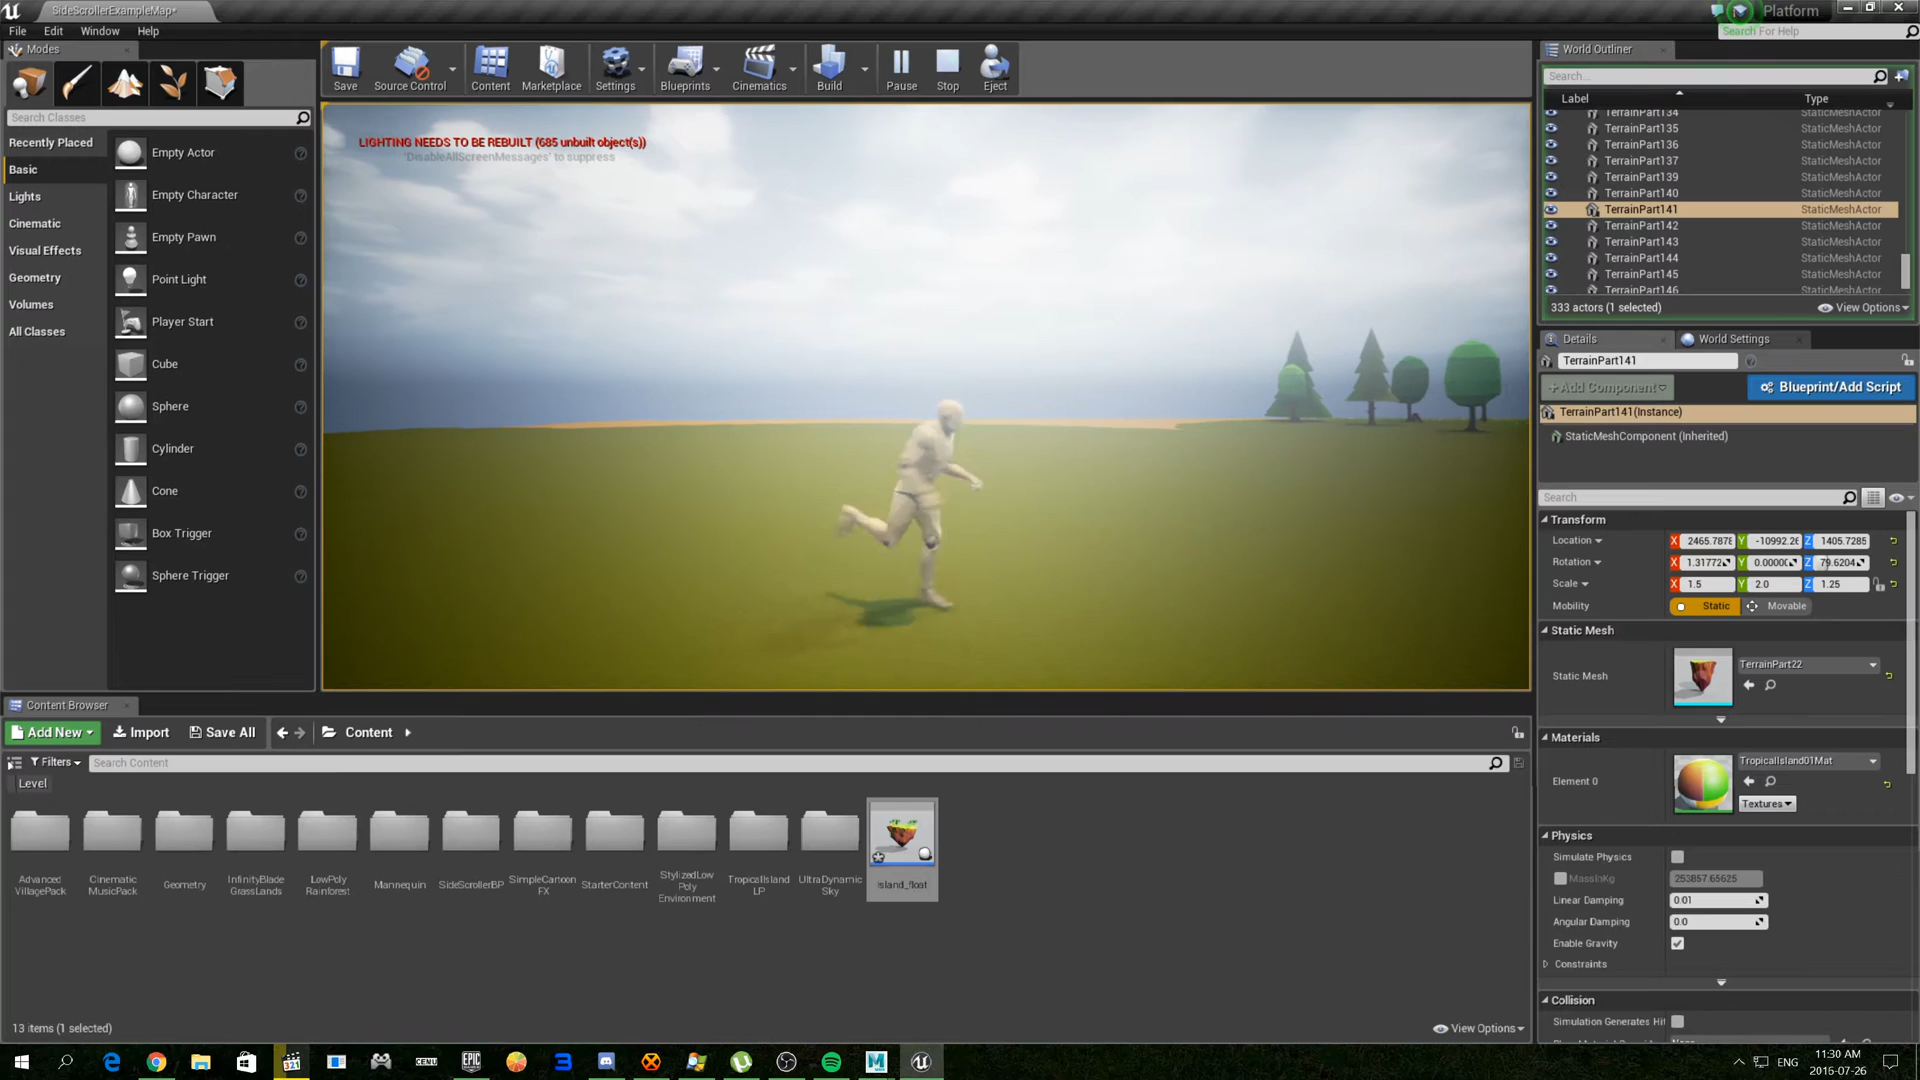 SideScrollerExampleMap*
Platform
File Edit Window Help
Search For Help
Modes
Search Classes
Recently Placed
Basic
Lights
Cinematic
Visual Effects
Geometry
Volumes
All Classes
Empty Actor
Empty Character
Empty Pawn
Point Light
Player Start
Cube
Sphere
Cylinder
Cone
Box Trigger
Sphere Trigger
Save
Source Control
Content
Marketplace
Settings
Blueprints
Cinematics
Build
Pause
Stop
Eject
LIGHTING NEEDS TO BE REBUILT (685 unbuilt object(s))
'DisableAllScreenMessages' to suppress
World Outliner
Search...
Label Type
TerrainPart134 StaticMeshActor
TerrainPart135 StaticMeshActor
TerrainPart136 StaticMeshActor
TerrainPart137 StaticMeshActor
TerrainPart139 StaticMeshActor
TerrainPart140 StaticMeshActor
TerrainPart141 StaticMeshActor
TerrainPart142 StaticMeshActor
TerrainPart143 StaticMeshActor
TerrainPart144 StaticMeshActor
TerrainPart145 StaticMeshActor
TerrainPart146 StaticMeshActor
333 actors (1 selected)
View Options
Details
World Settings
TerrainPart141
+Add Component
Blueprint/Add Script
TerrainPart141(Instance)
StaticMeshComponent (Inherited)
Search
Transform
Location X 2465.7878 Y -10992.26 Z 1405.7285
Rotation X 1.31772 Y 0.0000 Z 79.6204
Scale X 1.5 Y 2.0 Z 1.25
Mobility Static Movable
Static Mesh
Static Mesh TerrainPart22
Materials
Element 0 TropicalIsland01Mat
Textures
Physics
Simulate Physics
MassInKg 253857.65625
Linear Damping 0.01
Angular Damping 0.0
Enable Gravity
Constraints
Collision
Simulation Generates Hit
Content Browser
Add New Import Save All Content
Filters Search Content
Level
Advanced
VillagePack
Cinematic
MusicPack
Geometry
InfinityBlade
GrassLands
LowPoly
Rainforest
Mannequin
SideScrollerBP
SimpleCartoon
FX
StarterContent
StylizedLow
Poly
Environment
TropicalIsland
LP
UltraDynamic
Sky
island_float
13 items (1 selected)
View Options
321
CEMU
EPIC
ENG
11:30 AM
2016-07-26